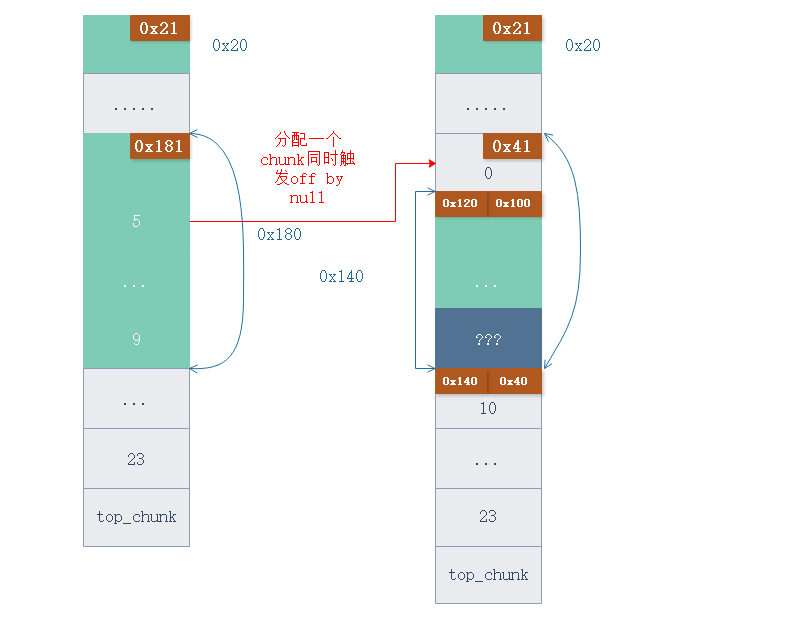 0x21
0x20
.....
0x181
5
...
9
0x180
...
23
top_chunk
分配一个
chunk同时触
发off by
null
0x140
0x21
0x20
.....
0x41
0
0x120 0x100
...
???
0x140 0x40
10
...
23
top_chunk